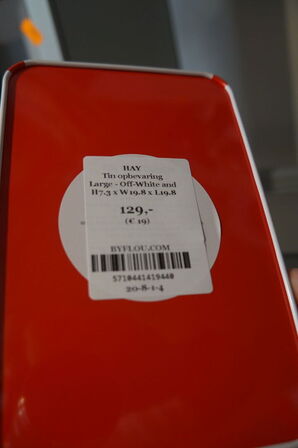 HAY
Tin opbevaring
Large - Off-White and
H7.3 x W19.8 x L19.8
129,-
(€ 19)
BYFLOU.COM
5710441419440
20-8-1-4